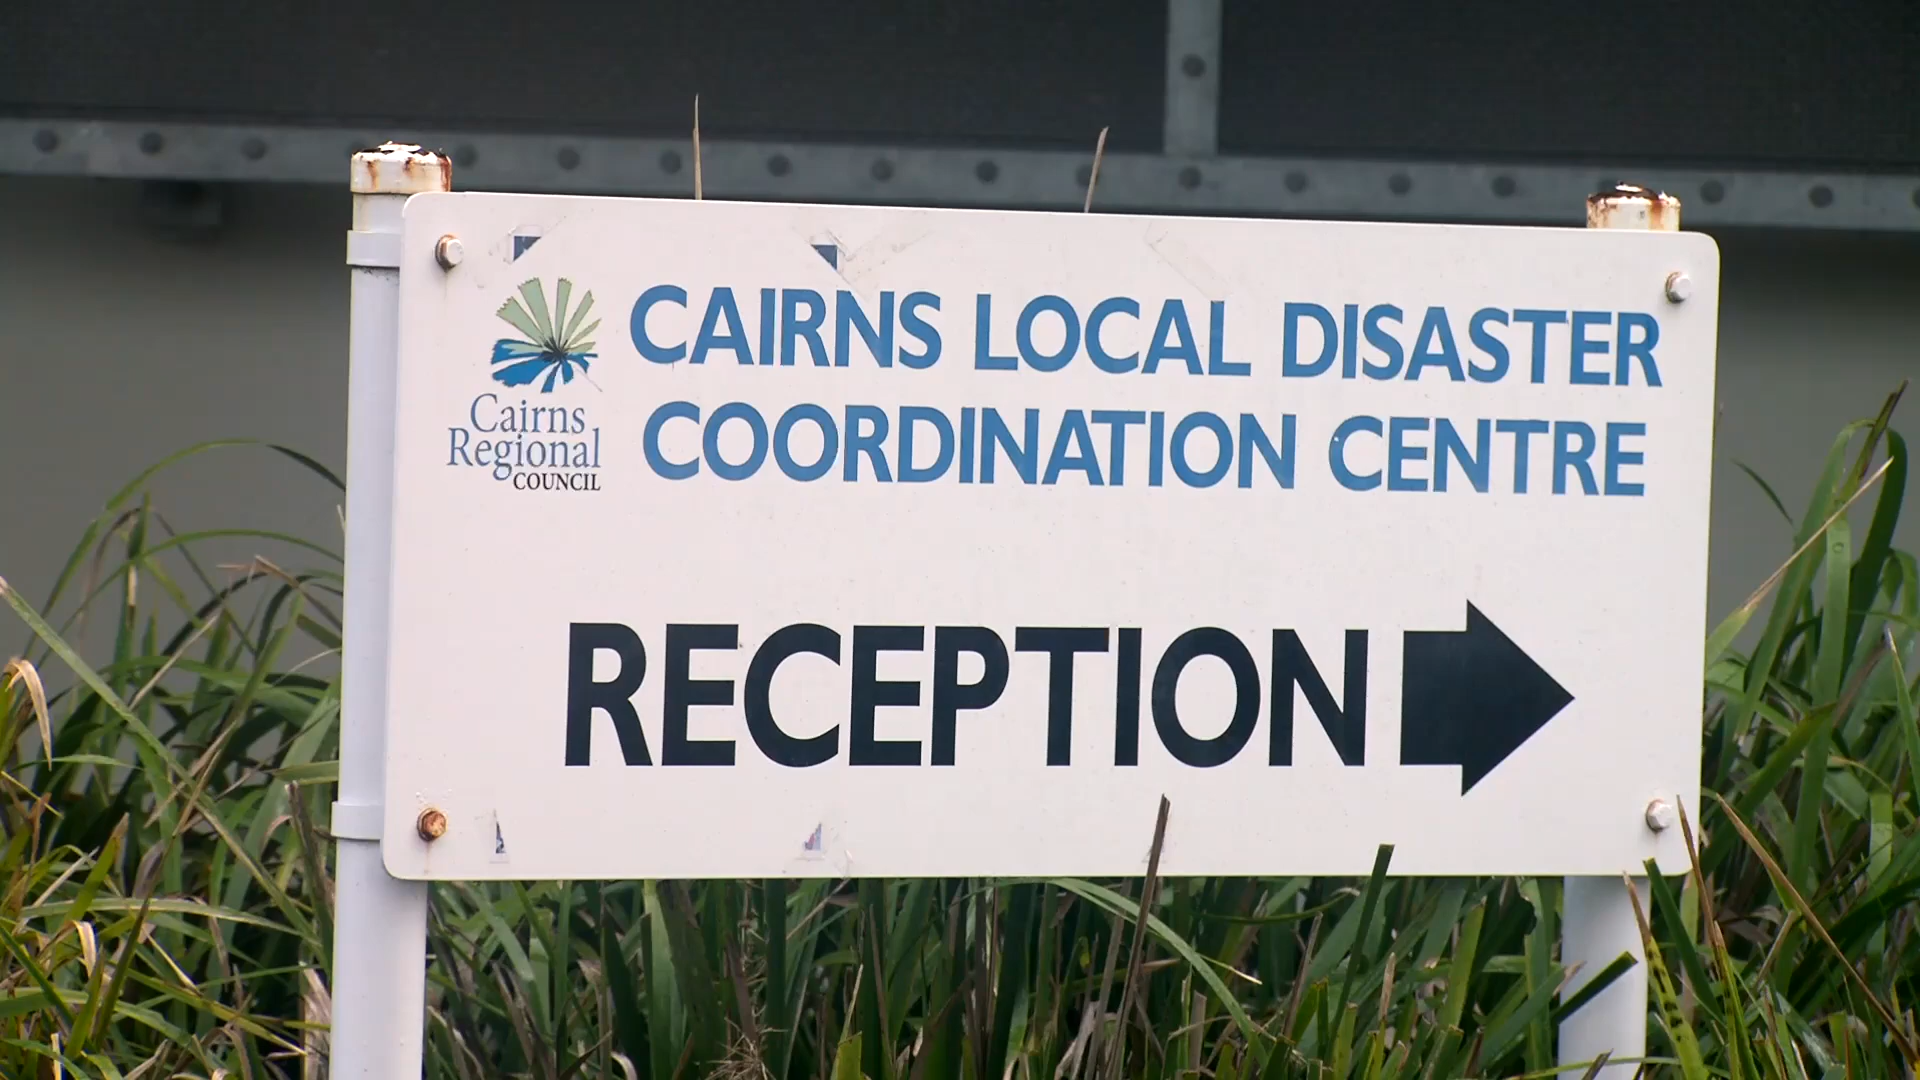 CAIRNS LOCAL DISASTER
COORDINATION CENTRE
Cairns
Regional
COUNCIL
RECEPTION